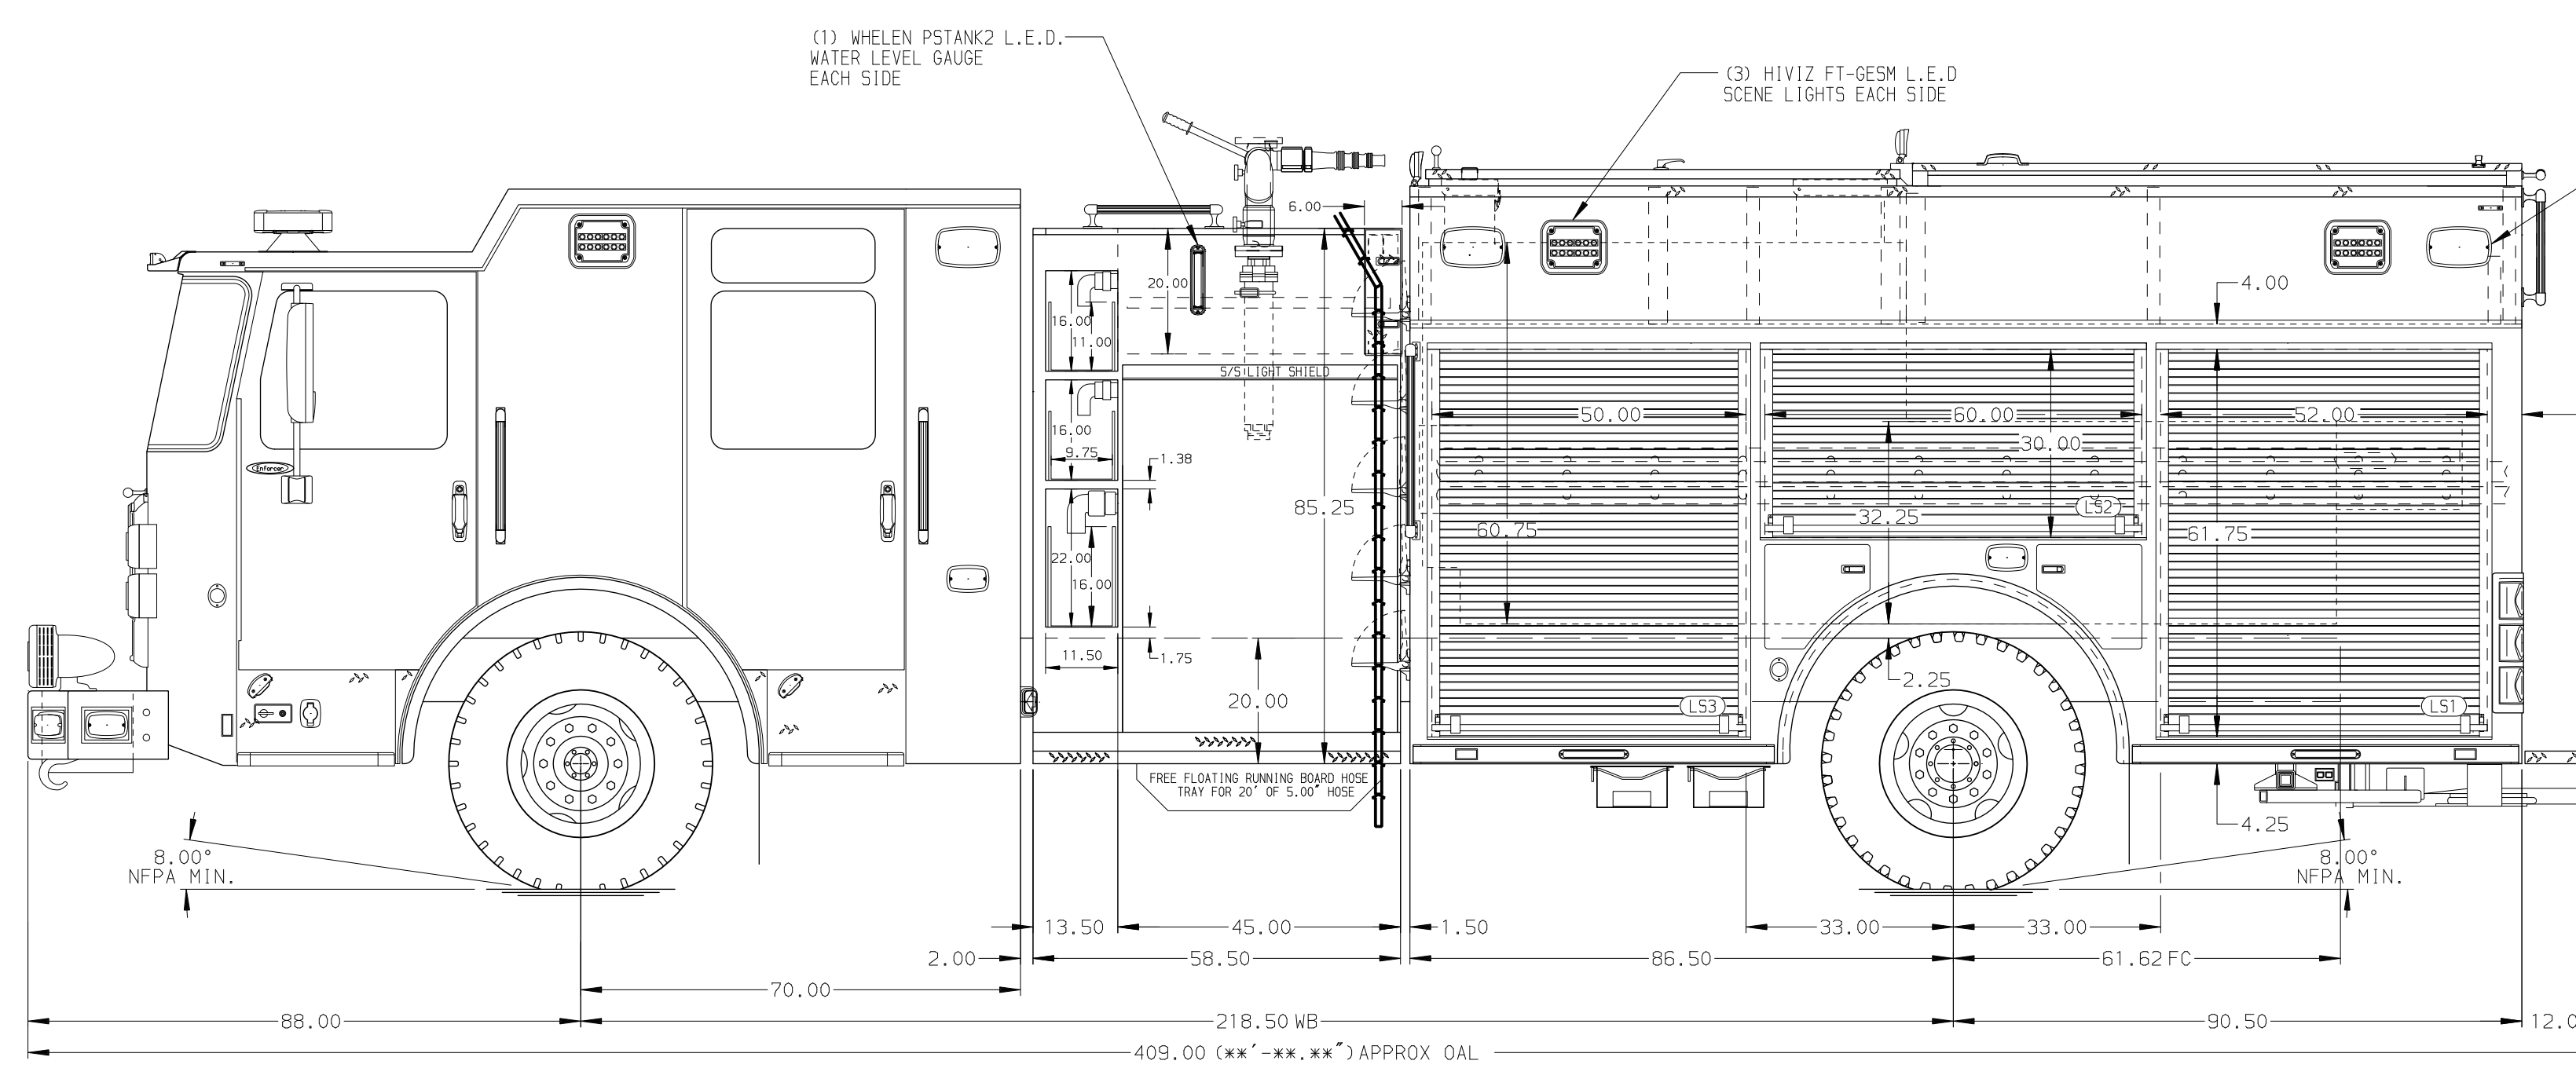 (1) WHELEN PSTANK2 L.E.D.
WATER LEVEL GAUGE
EACH SIDE
(3) HIVIZ FT-GESM L.E.D
SCENE LIGHTS EACH SIDE
6.00
20.00
4.00
16.00
11.00
S/S LIGHT SHIELD
50.00
60.00
52.00
16.00
9.75
1.38
30.00
Enforcer
85.25
LS2
32.25
60.75
61.75
22.00
16.00
11.50
1.75
20.00
2.25
LS3
LS1
FREE FLOATING RUNNING BOARD HOSE
TRAY FOR 20' OF 5.00" HOSE
4.25
8.00°
NFPA MIN.
8.00°
NFPA MIN.
13.50
45.00
1.50
33.00
33.00
2.00
58.50
86.50
61.62 FC
70.00
88.00
218.50 WB
90.50
12.0
409.00 (**'-**.**") APPROX OAL